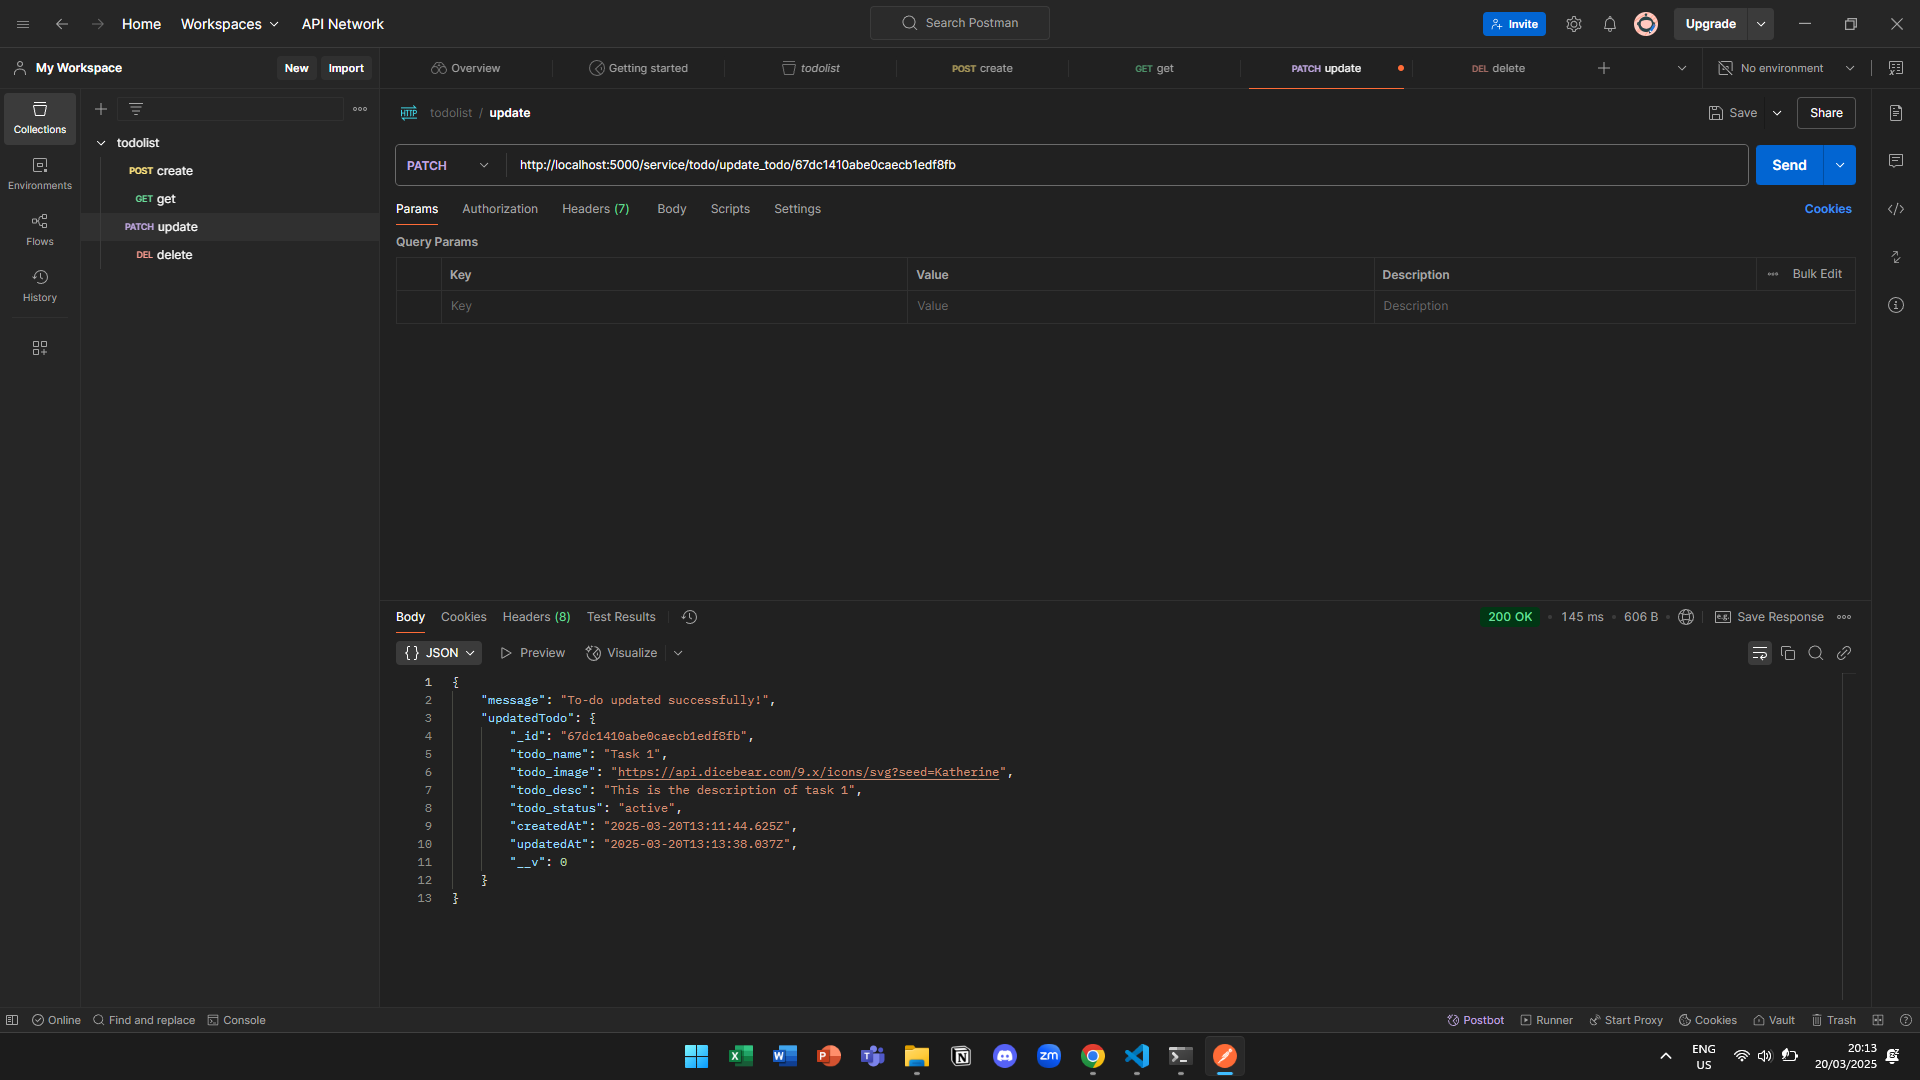 Home Workspaces API Network Search Postman Invite Upgrade
My Workspace New Import Overview Getting started todolist POST create GET get PATCH update DEL delete No environment
Collections
Environments
Flows
History
todolist
POST create
GET get
PATCH update
DEL delete
HTTP todolist / update Save Share
PATCH http://localhost:5000/service/todo/update_todo/67dc1410abe0caecb1edf8fb Send
Params Authorization Headers (7) Body Scripts Settings Cookies
Query Params
Key Value Description Bulk Edit
Key Value Description
Body Cookies Headers (8) Test Results 200 OK 145 ms 606 B e.g. Save Response
{} JSON Preview Visualize
1 {
2 "message": "To-do updated successfully!",
3 "updatedTodo": {
4 "_id": "67dc1410abe0caecb1edf8fb",
5 "todo_name": "Task 1",
6 "todo_image": "https://api.dicebear.com/9.x/icons/svg?seed=Katherine",
7 "todo_desc": "This is the description of task 1",
8 "todo_status": "active",
9 "createdAt": "2025-03-20T13:11:44.625Z",
10 "updatedAt": "2025-03-20T13:13:38.037Z",
11 "__v": 0
12 }
13 }
Online Find and replace Console Postbot Runner Start Proxy Cookies Vault Trash
zm
ENG
US
20:13
20/03/2025